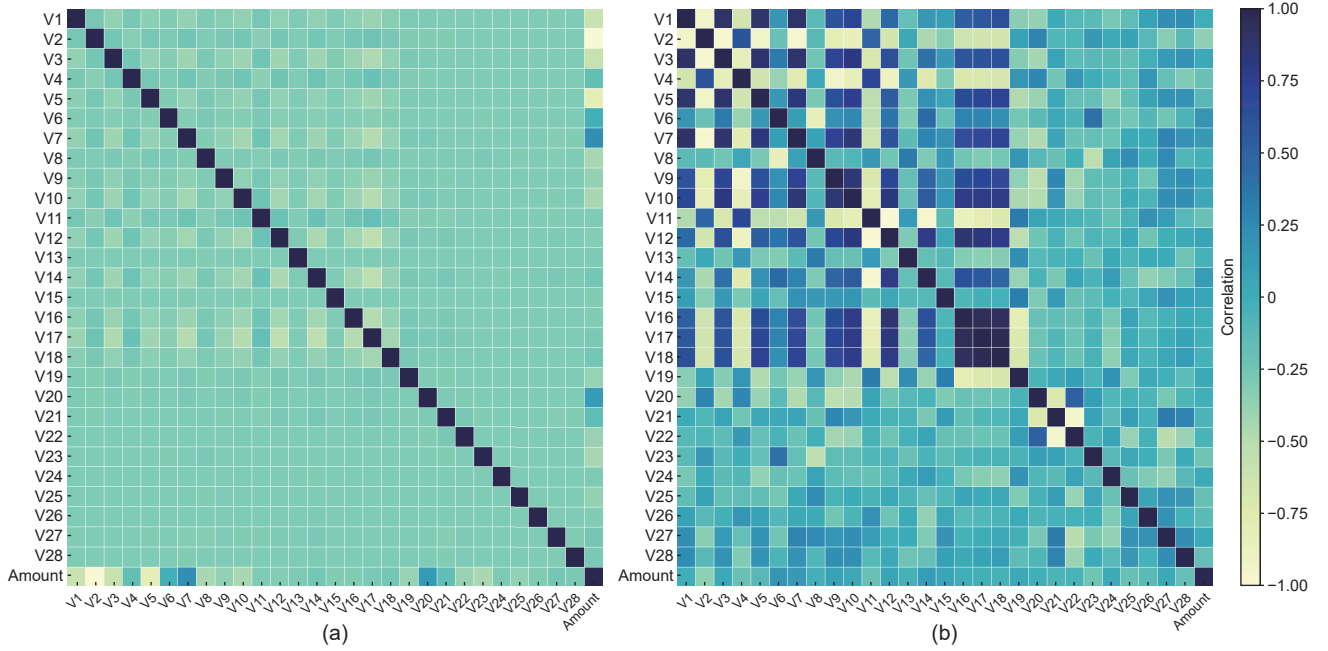 V1
V2
V3
V4
V5
V6
V7
V8
V9
V10
V11
V12
V13
V14
V15
V16
V17
V18
V19
V20
V21
V22
V23
V24
V25
V26
V27
V28
Amount
V1 V2 V3 V4 V5 V6 V7 V8 V9 V10 V11 V12 V13 V14 V15 V16 V17 V18 V19 V20 V21 V22 V23 V24 V25 V26 V27 V28 Amount
(a)
V1
V2
V3
V4
V5
V6
V7
V8
V9
V10
V11
V12
V13
V14
V15
V16
V17
V18
V19
V20
V21
V22
V23
V24
V25
V26
V27
V28
Amount
V1 V2 V3 V4 V5 V6 V7 V8 V9 V10 V11 V12 V13 V14 V15 V16 V17 V18 V19 V20 V21 V22 V23 V24 V25 V26 V27 V28 Amount
(b)
Correlation
1.00
0.75
0.50
0.25
0
−0.25
−0.50
−0.75
−1.00